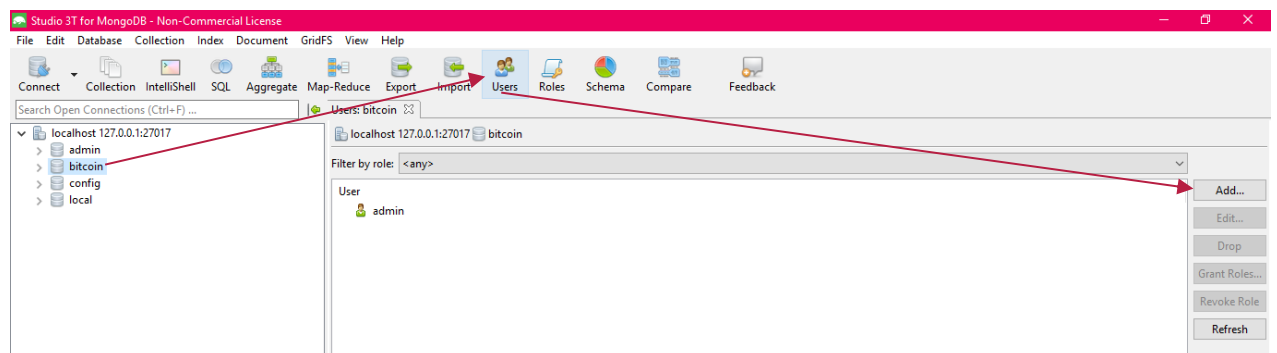 Studio 3T for MongoDB - Non-Commercial License
File Edit Database Collection Index Document GridFS View Help
Connect Collection IntelliShell SQL Aggregate Map-Reduce Export Import Users Roles Schema Compare Feedback
Search Open Connections (Ctrl+F) ...
Users: bitcoin
localhost 127.0.0.1:27017
admin
bitcoin
config
local
localhost 127.0.0.1:27017 bitcoin
Filter by role: <any>
User
admin
Add...
Edit...
Drop
Grant Roles...
Revoke Role
Refresh